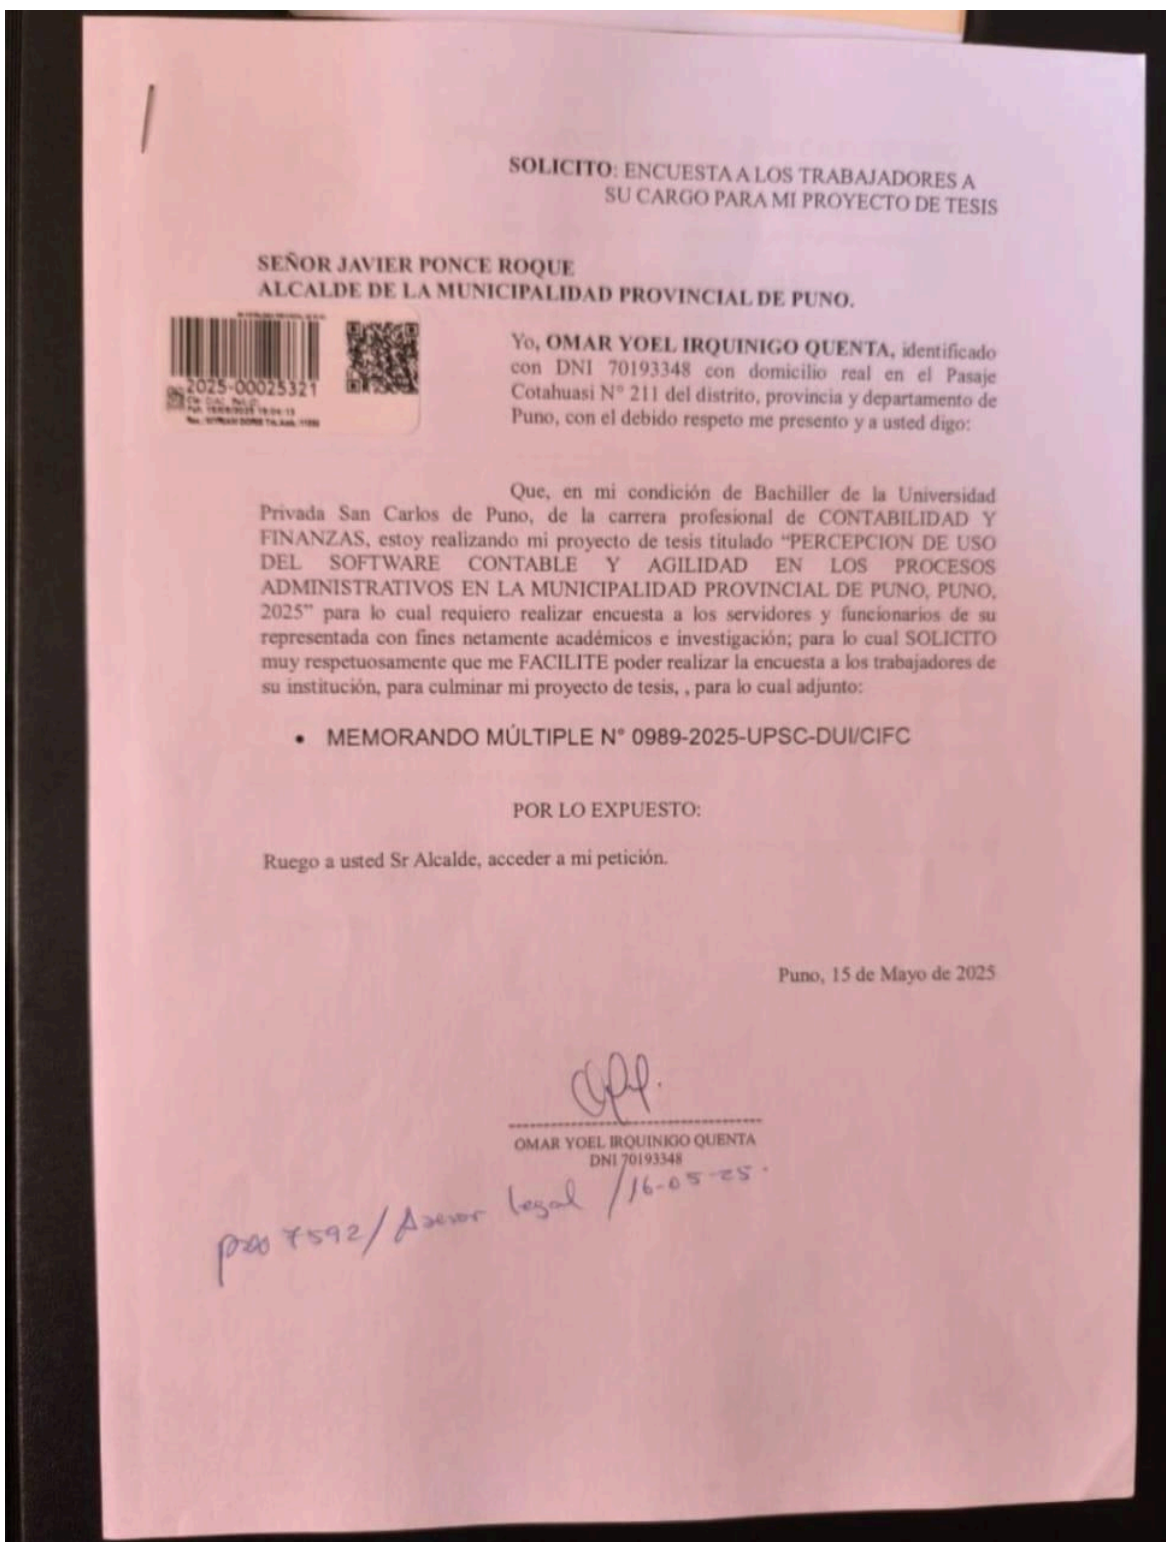 SOLICITO: ENCUESTA A LOS TRABAJADORES A
SU CARGO PARA MI PROYECTO DE TESIS
SEÑOR JAVIER PONCE ROQUE
ALCALDE DE LA MUNICIPALIDAD PROVINCIAL DE PUNO.
2025-00025321
Yo, OMAR YOEL IRQUINIGO QUENTA, identificado
con DNI 70193348 con domicilio real en el Pasaje
Cotahuasi N° 211 del distrito, provincia y departamento de
Puno, con el debido respeto me presento y a usted digo:
Que, en mi condición de Bachiller de la Universidad
Privada San Carlos de Puno, de la carrera profesional de CONTABILIDAD Y
FINANZAS, estoy realizando mi proyecto de tesis titulado “PERCEPCION DE USO
DEL SOFTWARE CONTABLE Y AGILIDAD EN LOS PROCESOS
ADMINISTRATIVOS EN LA MUNICIPALIDAD PROVINCIAL DE PUNO, PUNO,
2025” para lo cual requiero realizar encuesta a los servidores y funcionarios de su
representada con fines netamente académicos e investigación; para lo cual SOLICITO
muy respetuosamente que me FACILITE poder realizar la encuesta a los trabajadores de
su institución, para culminar mi proyecto de tesis, , para lo cual adjunto:
• MEMORANDO MÚLTIPLE N° 0989-2025-UPSC-DUI/CIFC
POR LO EXPUESTO:
Ruego a usted Sr Alcalde, acceder a mi petición.
Puno, 15 de Mayo de 2025
OMAR YOEL IRQUINIGO QUENTA
DNI 70193348
7592/Asesor legal /16-05-25.